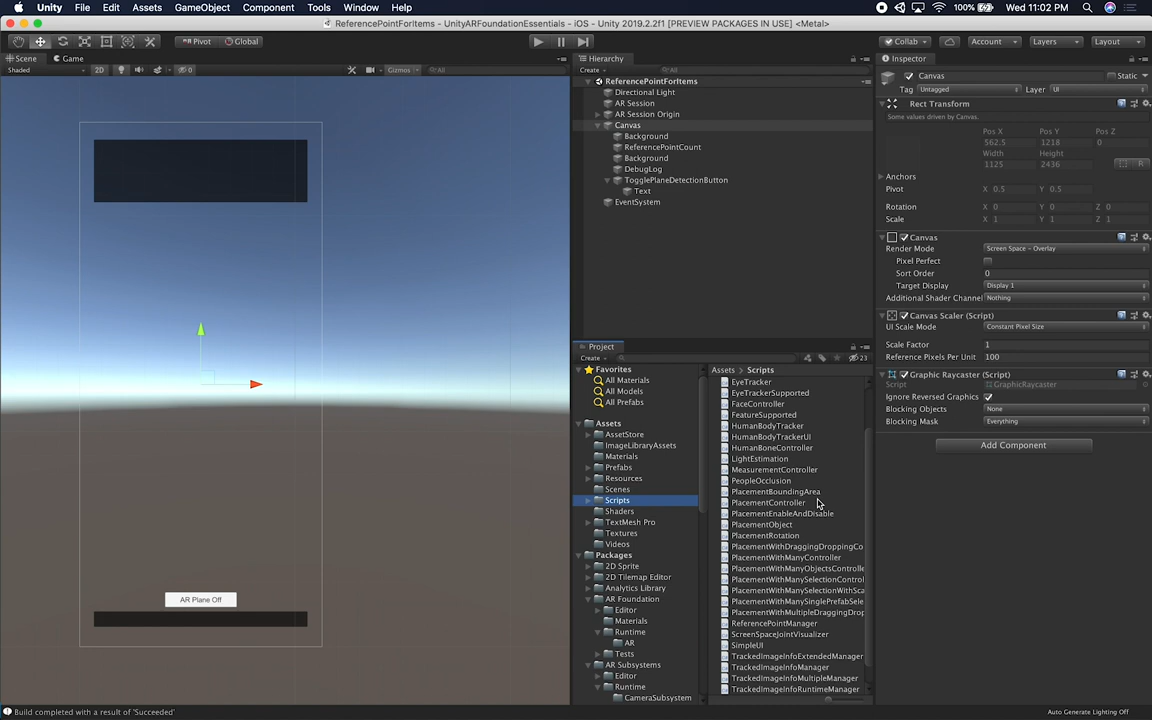 Unity File Edit Assets GameObject Component Tools Window Help 100% Wed 11:02 PM
ReferencePointForItems - UnityARFoundationEssentials - iOS - Unity 2019.2.2f1 [PREVIEW PACKAGES IN USE] <Metal>
Pivot Global Collab Account Layers Layout
Scene Game
Shaded 2D 0 Gizmos All
Hierarchy
Create All
ReferencePointForItems
Directional Light
AR Session
AR Session Origin
Canvas
Background
ReferencePointCount
Background
DebugLog
TogglePlaneDetectionButton
Text
EventSystem
AR Plane Off
Project
Create 23
Favorites
All Materials
All Models
All Prefabs
Assets
AssetStore
ImageLibraryAssets
Materials
Prefabs
Resources
Scenes
Scripts
Shaders
TextMesh Pro
Textures
Videos
Packages
2D Sprite
2D Tilemap Editor
Analytics Library
AR Foundation
Editor
Materials
Runtime
AR
Tests
AR Subsystems
Editor
Runtime
CameraSubsystem
Assets Scripts
EyeTracker
EyeTrackerSupported
FaceController
FeatureSupported
HumanBodyTracker
HumanBodyTrackerUI
HumanBoneController
LightEstimation
MeasurementController
PeopleOcclusion
PlacementBoundingArea
PlacementController
PlacementEnableAndDisable
PlacementObject
PlacementRotation
PlacementWithDraggingDroppingCo
PlacementWithManyController
PlacementWithManyObjectsControlle
PlacementWithManySelectionControl
PlacementWithManySelectionWithSca
PlacementWithManySinglePrefabSele
PlacementWithMultipleDraggingDrop
ReferencePointManager
ScreenSpaceJointVisualizer
SimpleUI
TrackedImageInfoExtendedManager
TrackedImageInfoManager
TrackedImageInfoMultipleManager
TrackedImageInfoRuntimeManager
Inspector
Canvas Static
Tag Untagged Layer UI
Rect Transform
Some values driven by Canvas.
Pos X Pos Y Pos Z
562.5 1218 0
Width Height
1125 2436
R
Anchors
Pivot X 0.5 Y 0.5
Rotation X 0 Y 0 Z 0
Scale X 1 Y 1 Z 1
Canvas
Render Mode Screen Space - Overlay
Pixel Perfect
Sort Order 0
Target Display Display 1
Additional Shader Channel Nothing
Canvas Scaler (Script)
UI Scale Mode Constant Pixel Size
Scale Factor 1
Reference Pixels Per Unit 100
Graphic Raycaster (Script)
Script GraphicRaycaster
Ignore Reversed Graphics
Blocking Objects None
Blocking Mask Everything
Add Component
Build completed with a result of 'Succeeded' Auto Generate Lighting Off